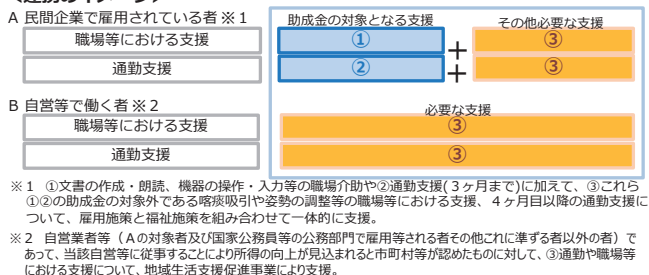 A 民間企業で雇用されている者 ※１
助成金の対象となる支援
その他必要な支援
職場等における支援
①
＋
③
通勤支援
②
＋
③
B 自営等で働く者 ※２
必要な支援
職場等における支援
③
通勤支援
③
※１　①文書の作成・朗読、機器の操作・入力等の職場介助や②通勤支援(３ヶ月まで)に加えて、③これら
①②の助成金の対象外である喀痰吸引や姿勢の調整等の職場等における支援、４ヶ月目以降の通勤支援に
ついて、雇用施策と福祉施策を組み合わせて一体的に支援。
※２　自営業者等（Aの対象者及び国家公務員等の公務部門で雇用等される者その他これに準ずる者以外の者）で
あって、当該自営等に従事することにより所得の向上が見込まれると市町村等が認めたものに対して、③通勤や職場等
における支援について、地域生活支援促進事業により支援。